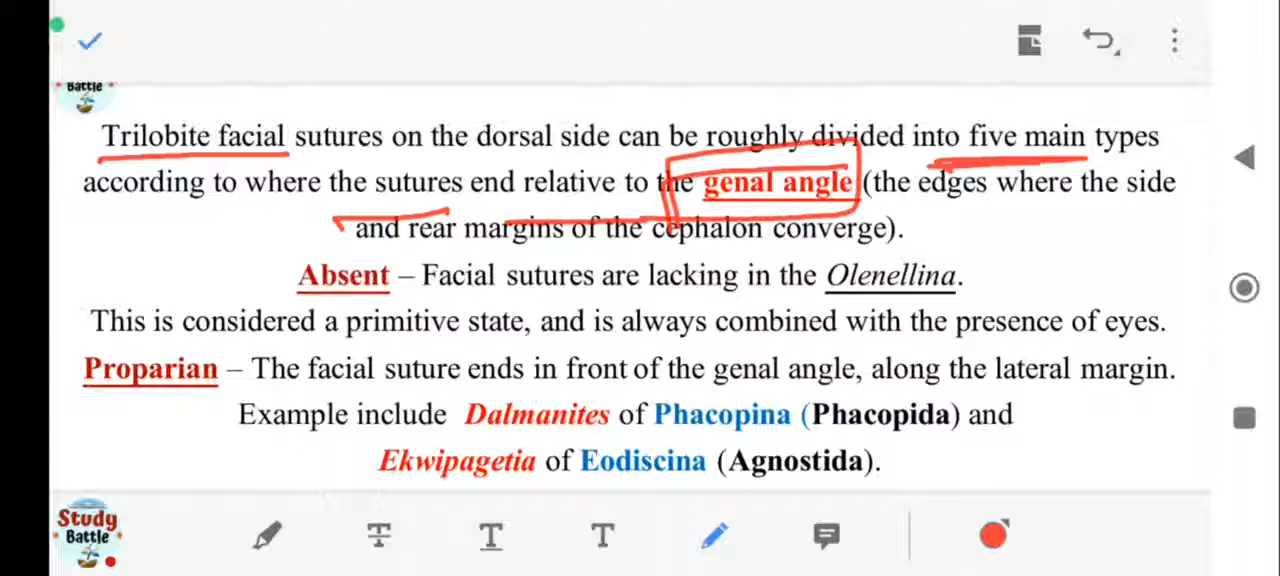 Battle
Trilobite facial sutures on the dorsal side can be roughly divided into five main types
according to where the sutures end relative to the genal angle (the edges where the side
and rear margins of the cephalon converge).
Absent – Facial sutures are lacking in the Olenellina.
This is considered a primitive state, and is always combined with the presence of eyes.
Proparian – The facial suture ends in front of the genal angle, along the lateral margin.
Example include Dalmanites of Phacopina (Phacopida) and
Ekwipagetia of Eodiscina (Agnostida).
Study
Battle
T
T
T